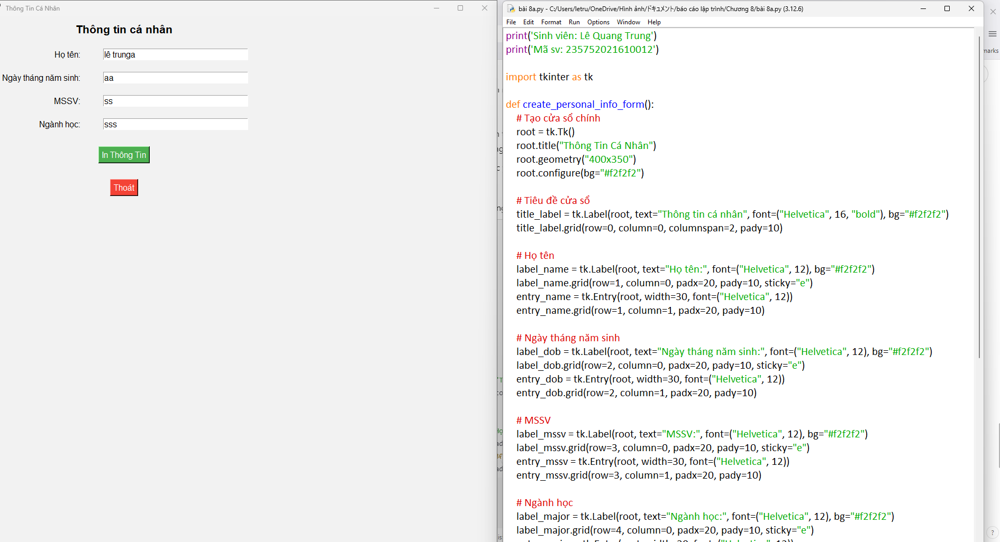 Thông Tin Cá Nhân
Thông tin cá nhân
Họ tên:
lê trunga
Ngày tháng năm sinh:
aa
MSSV:
ss
Ngành học:
sss
In Thông Tin
Thoát
bài 8a.py - C:/Users/letru/OneDrive/Hình ảnh/ドキュメント/báo cáo lập trình/Chương 8/bài 8a.py (3.12.6)
File Edit Format Run Options Window Help
print('Sinh viên: Lê Quang Trung')
print('Mã sv: 235752021610012')
import tkinter as tk
def create_personal_info_form():
# Tạo cửa sổ chính
root = tk.Tk()
root.title("Thông Tin Cá Nhân")
root.geometry("400x350")
root.configure(bg="#f2f2f2")
# Tiêu đề cửa sổ
title_label = tk.Label(root, text="Thông tin cá nhân", font=("Helvetica", 16, "bold"), bg="#f2f2f2")
title_label.grid(row=0, column=0, columnspan=2, pady=10)
# Họ tên
label_name = tk.Label(root, text="Họ tên:", font=("Helvetica", 12), bg="#f2f2f2")
label_name.grid(row=1, column=0, padx=20, pady=10, sticky="e")
entry_name = tk.Entry(root, width=30, font=("Helvetica", 12))
entry_name.grid(row=1, column=1, padx=20, pady=10)
# Ngày tháng năm sinh
label_dob = tk.Label(root, text="Ngày tháng năm sinh:", font=("Helvetica", 12), bg="#f2f2f2")
label_dob.grid(row=2, column=0, padx=20, pady=10, sticky="e")
entry_dob = tk.Entry(root, width=30, font=("Helvetica", 12))
entry_dob.grid(row=2, column=1, padx=20, pady=10)
# MSSV
label_mssv = tk.Label(root, text="MSSV:", font=("Helvetica", 12), bg="#f2f2f2")
label_mssv.grid(row=3, column=0, padx=20, pady=10, sticky="e")
entry_mssv = tk.Entry(root, width=30, font=("Helvetica", 12))
entry_mssv.grid(row=3, column=1, padx=20, pady=10)
# Ngành học
label_major = tk.Label(root, text="Ngành học:", font=("Helvetica", 12), bg="#f2f2f2")
label_major.grid(row=4, column=0, padx=20, pady=10, sticky="e")
marks
?